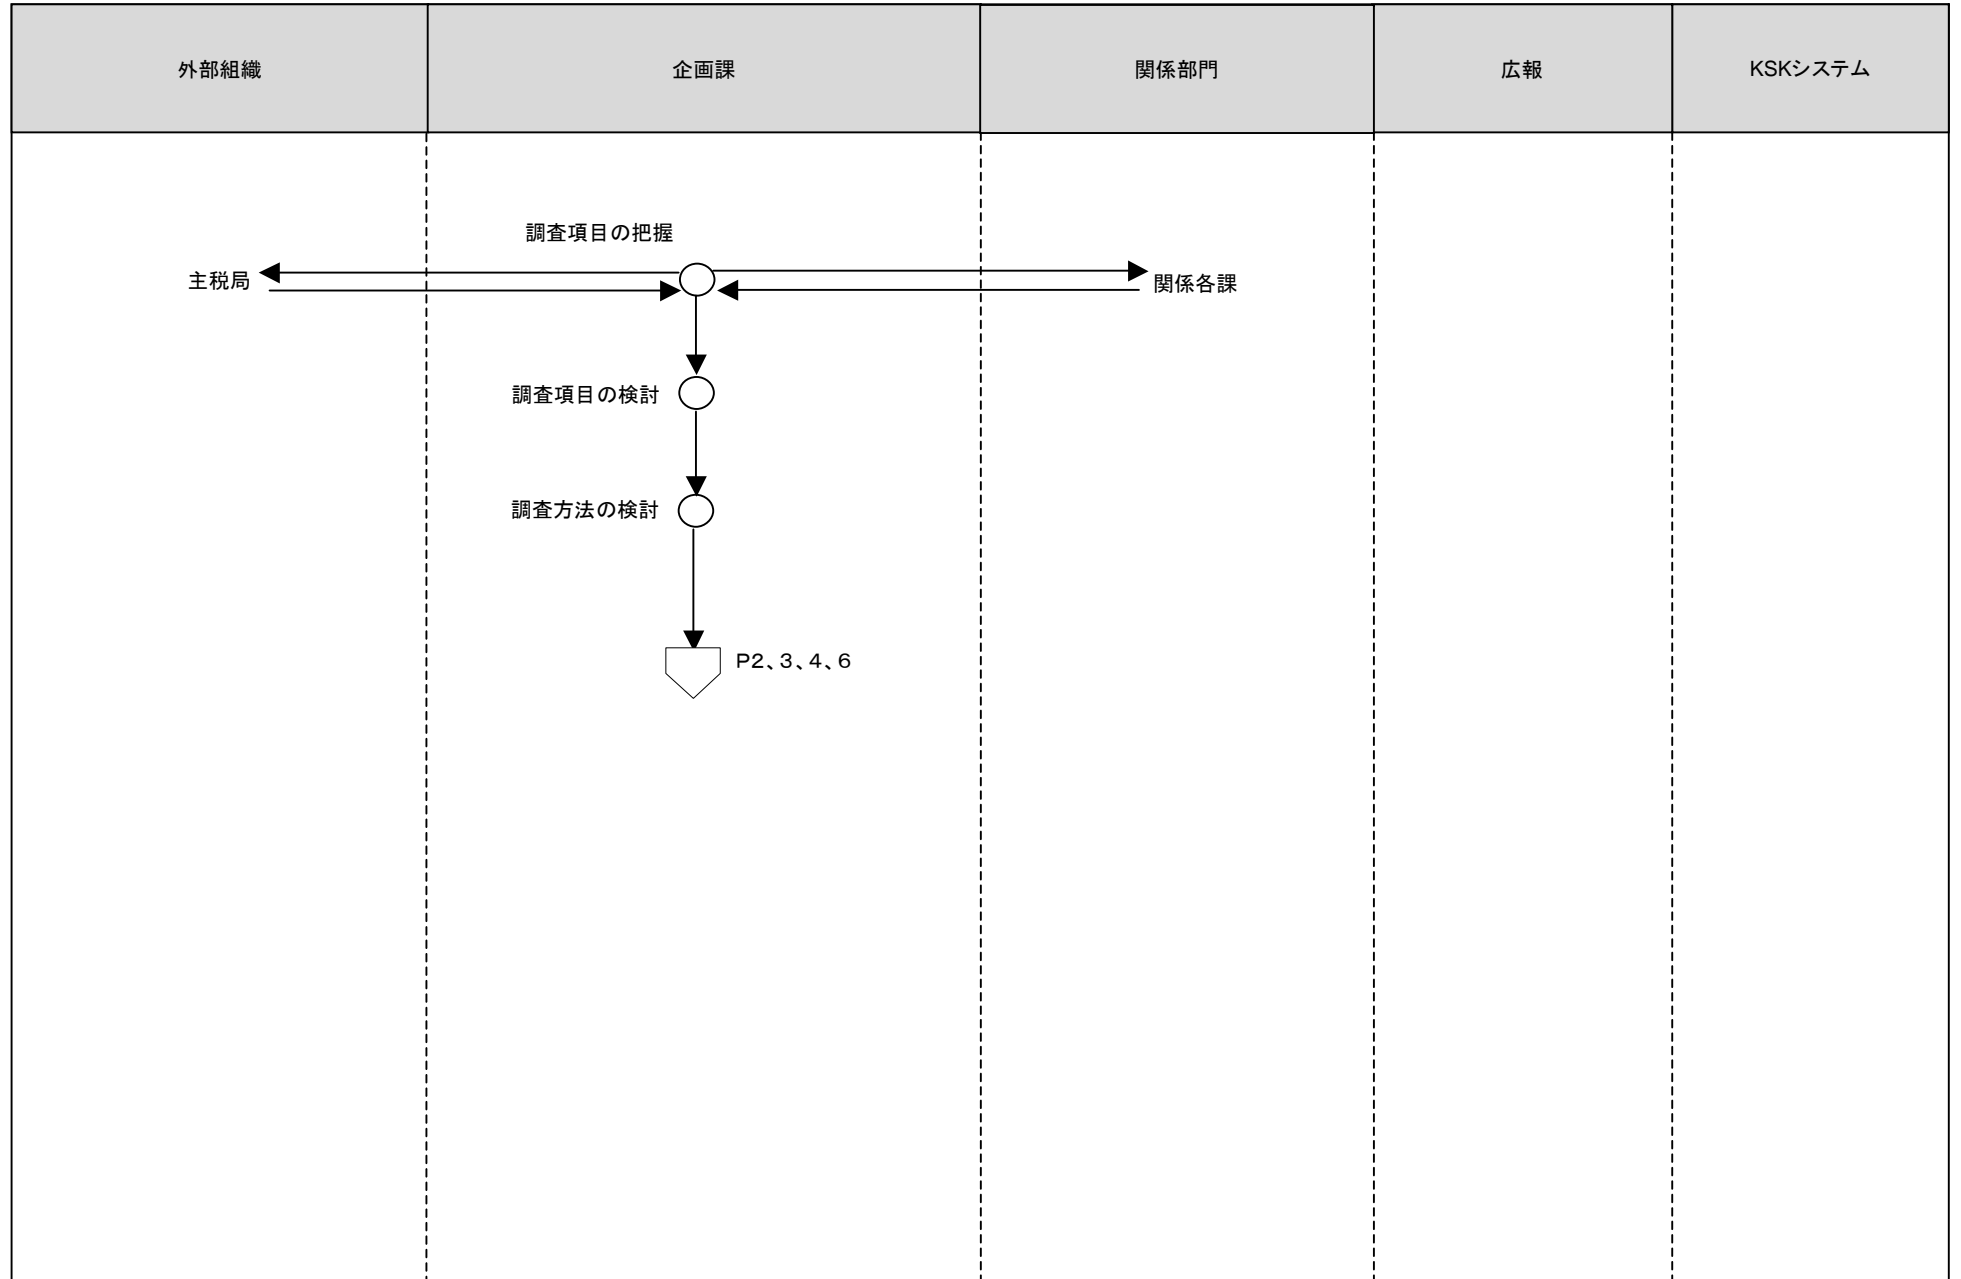 外部組織
企画課
関係部門
広報
KSKシステム
調査項目の把握
主税局
関係各課
調査項目の検討
調査方法の検討
P2、3、4、6